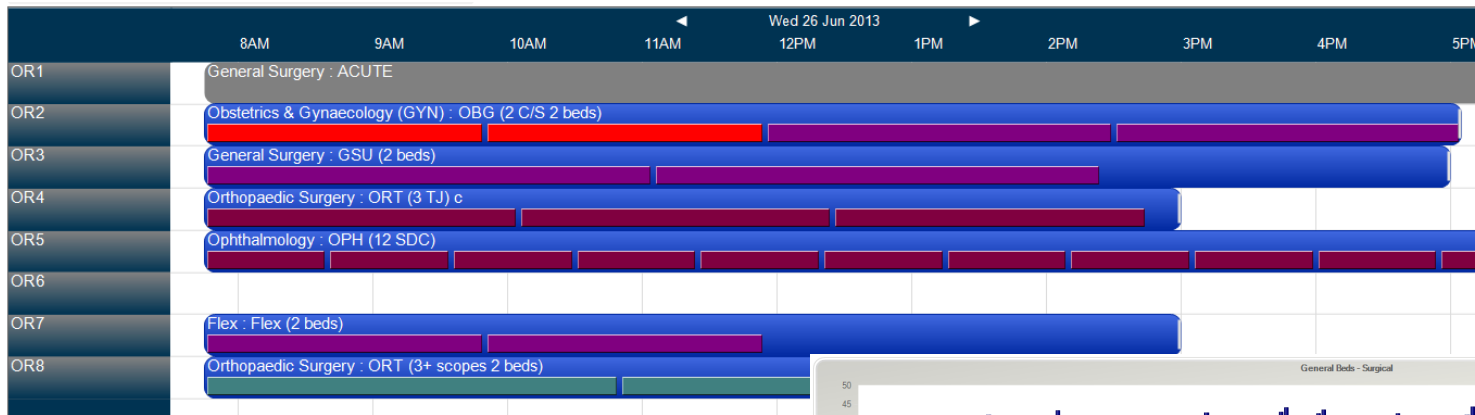 ◄ Wed 26 Jun 2013 ►
8AM 9AM 10AM 11AM 12PM 1PM 2PM 3PM 4PM 5PM
OR1 General Surgery : ACUTE
OR2 Obstetrics & Gynaecology (GYN) : OBG (2 C/S 2 beds)
OR3 General Surgery : GSU (2 beds)
OR4 Orthopaedic Surgery : ORT (3 TJ) c
OR5 Ophthalmology : OPH (12 SDC)
OR6
OR7 Flex : Flex (2 beds)
OR8 Orthopaedic Surgery : ORT (3+ scopes 2 beds)
General Beds - Surgical
50
45